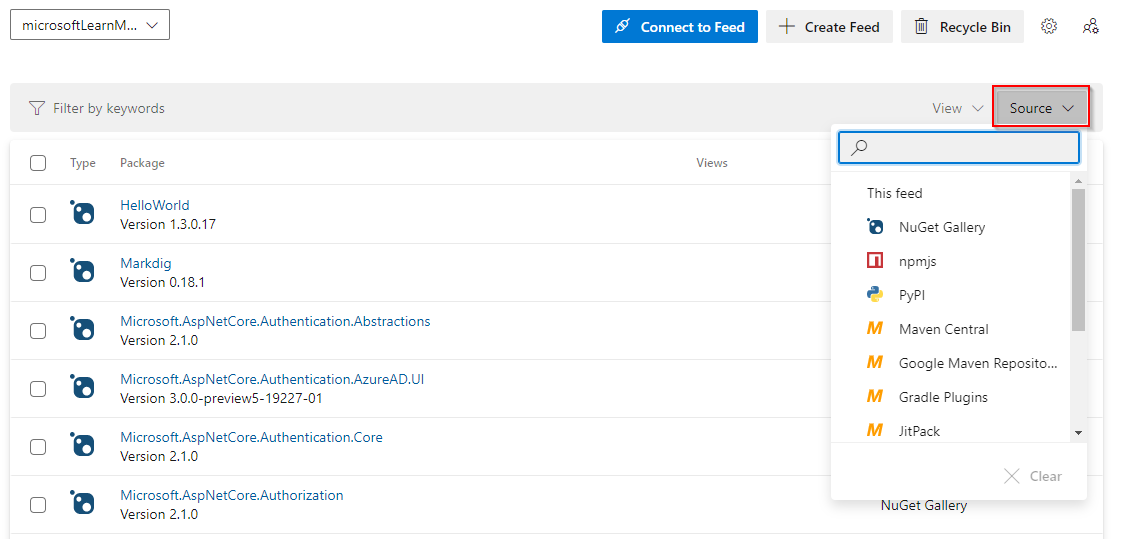 microsoftLearnM...
Connect to Feed
Create Feed
Recycle Bin
Filter by keywords
View
Source
Type
Package
Views
HelloWorld
Version 1.3.0.17
Markdig
Version 0.18.1
Microsoft.AspNetCore.Authentication.Abstractions
Version 2.1.0
Microsoft.AspNetCore.Authentication.AzureAD.UI
Version 3.0.0-preview5-19227-01
Microsoft.AspNetCore.Authentication.Core
Version 2.1.0
Microsoft.AspNetCore.Authorization
Version 2.1.0
This feed
NuGet Gallery
npmjs
PyPI
Maven Central
Google Maven Reposito...
Gradle Plugins
JitPack
Clear
NuGet Gallery